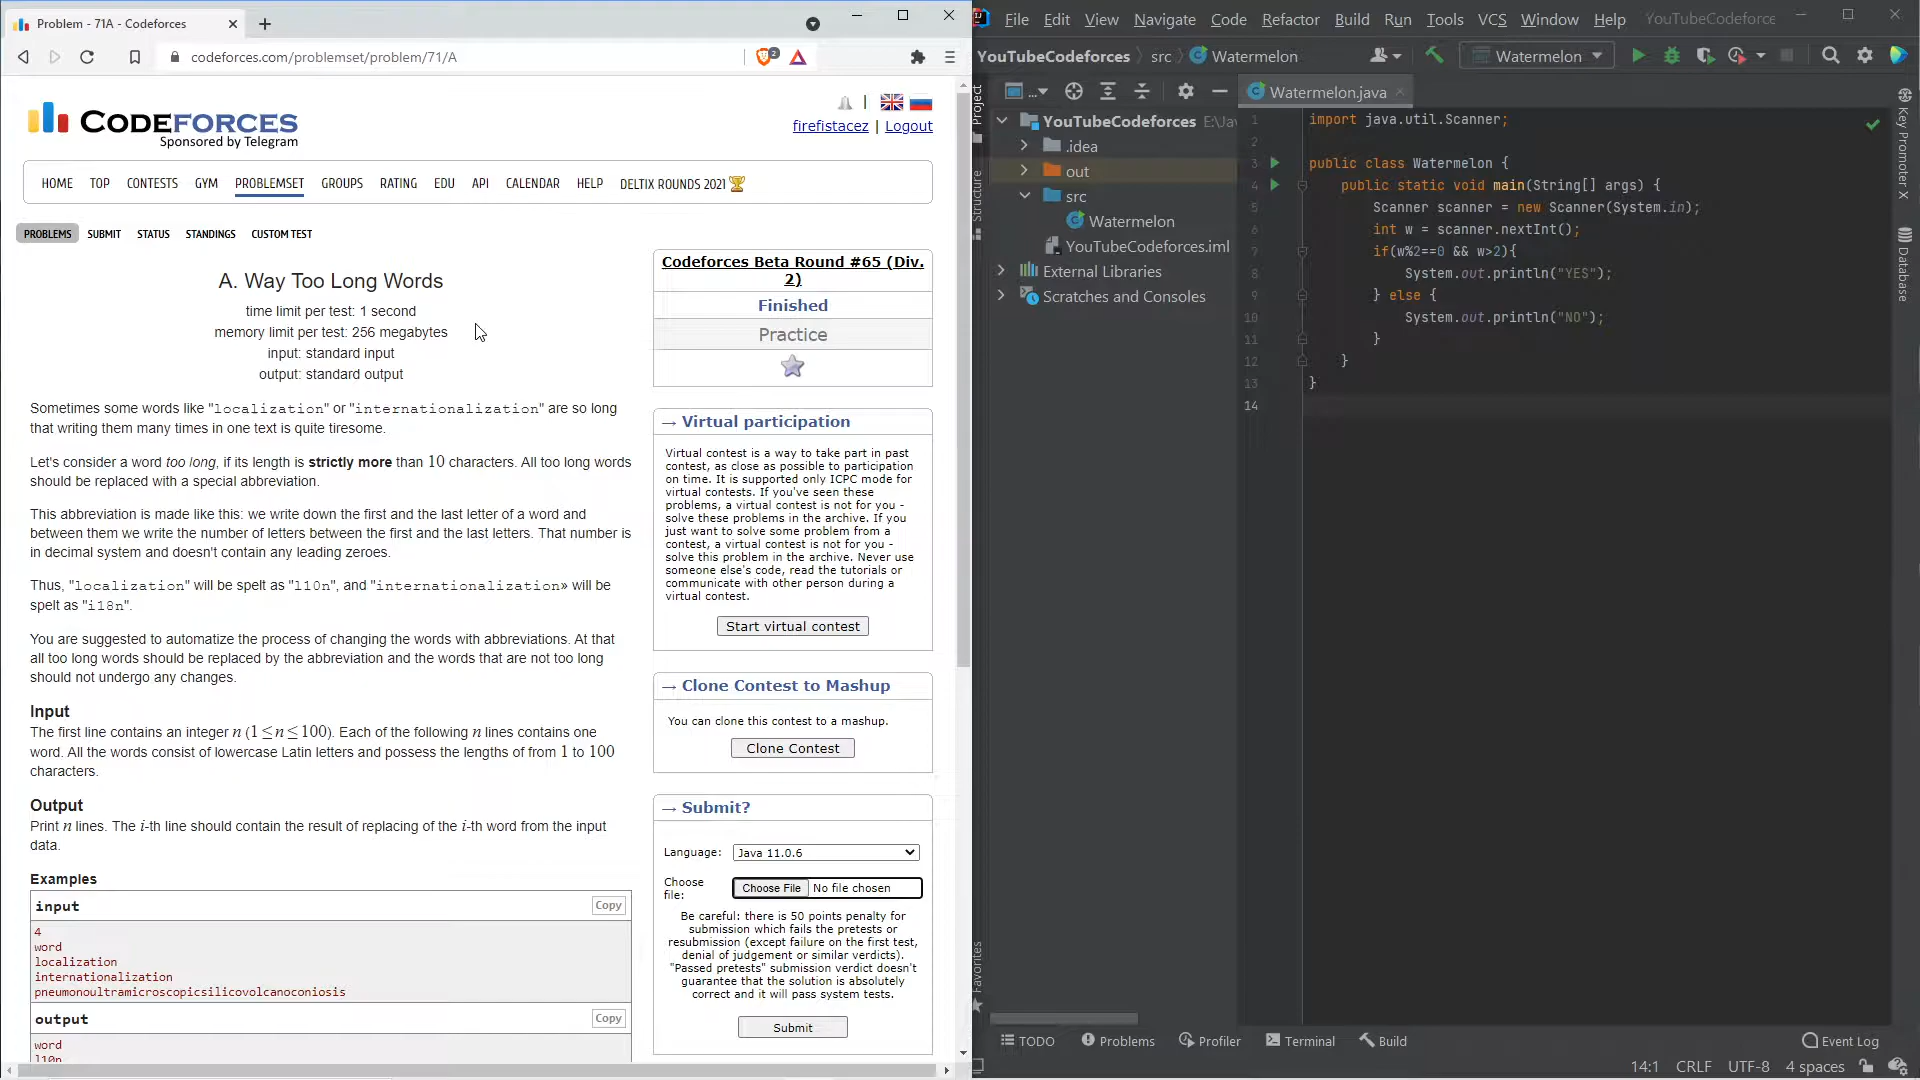 Problem - 71A - Codeforces
codeforces.com/problemset/problem/71/A
2
CODEFORCES
Sponsored by Telegram
firefistacez | Logout
HOME TOP CONTESTS GYM PROBLEMSET GROUPS RATING EDU API CALENDAR HELP DELTIX ROUNDS 2021
PROBLEMS SUBMIT STATUS STANDINGS CUSTOM TEST
A. Way Too Long Words
time limit per test: 1 second
memory limit per test: 256 megabytes
input: standard input
output: standard output
Sometimes some words like "localization" or "internationalization" are so long
that writing them many times in one text is quite tiresome.
Let's consider a word too long, if its length is strictly more than 10 characters. All too long words
should be replaced with a special abbreviation.
This abbreviation is made like this: we write down the first and the last letter of a word and
between them we write the number of letters between the first and the last letters. That number is
in decimal system and doesn't contain any leading zeroes.
Thus, "localization" will be spelt as "l10n", and "internationalization» will be
spelt as "i18n".
You are suggested to automatize the process of changing the words with abbreviations. At that
all too long words should be replaced by the abbreviation and the words that are not too long
should not undergo any changes.
Input
The first line contains an integer n (1≤n≤100). Each of the following n lines contains one
word. All the words consist of lowercase Latin letters and possess the lengths of from 1 to 100
characters.
Output
Print n lines. The i-th line should contain the result of replacing of the i-th word from the input
data.
Examples
input Copy
4
word
localization
internationalization
pneumonoultramicroscopicsilicovolcanoconiosis
output Copy
word
l10n
Codeforces Beta Round #65 (Div.
2)
Finished
Practice
→ Virtual participation
Virtual contest is a way to take part in past
contest, as close as possible to participation
on time. It is supported only ICPC mode for
virtual contests. If you've seen these
problems, a virtual contest is not for you -
solve these problems in the archive. If you
just want to solve some problem from a
contest, a virtual contest is not for you -
solve this problem in the archive. Never use
someone else's code, read the tutorials or
communicate with other person during a
virtual contest.
Start virtual contest
→ Clone Contest to Mashup
You can clone this contest to a mashup.
Clone Contest
→ Submit?
Language: Java 11.0.6
Choose
file: Choose File No file chosen
Be careful: there is 50 points penalty for
submission which fails the pretests or
resubmission (except failure on the first test,
denial of judgement or similar verdicts).
"Passed pretests" submission verdict doesn't
guarantee that the solution is absolutely
correct and it will pass system tests.
Submit
File Edit View Navigate Code Refactor Build Run Tools VCS Window Help YouTubeCodeforce
YouTubeCodeforces src Watermelon Watermelon
Project
... Watermelon.java
YouTubeCodeforces E:\Jav
.idea
out
src
Watermelon
YouTubeCodeforces.iml
External Libraries
Scratches and Consoles
Structure
Favorites
1 import java.util.Scanner;
2
3 public class Watermelon {
4 public static void main(String[] args) {
5 Scanner scanner = new Scanner(System.in);
6 int w = scanner.nextInt();
7 if(w%2==0 && w>2){
8 System.out.println("YES");
9 } else {
10 System.out.println("NO");
11 }
12 }
13 }
14
Key Promoter X
Database
TODO Problems Profiler Terminal Build Event Log
14:1 CRLF UTF-8 4 spaces